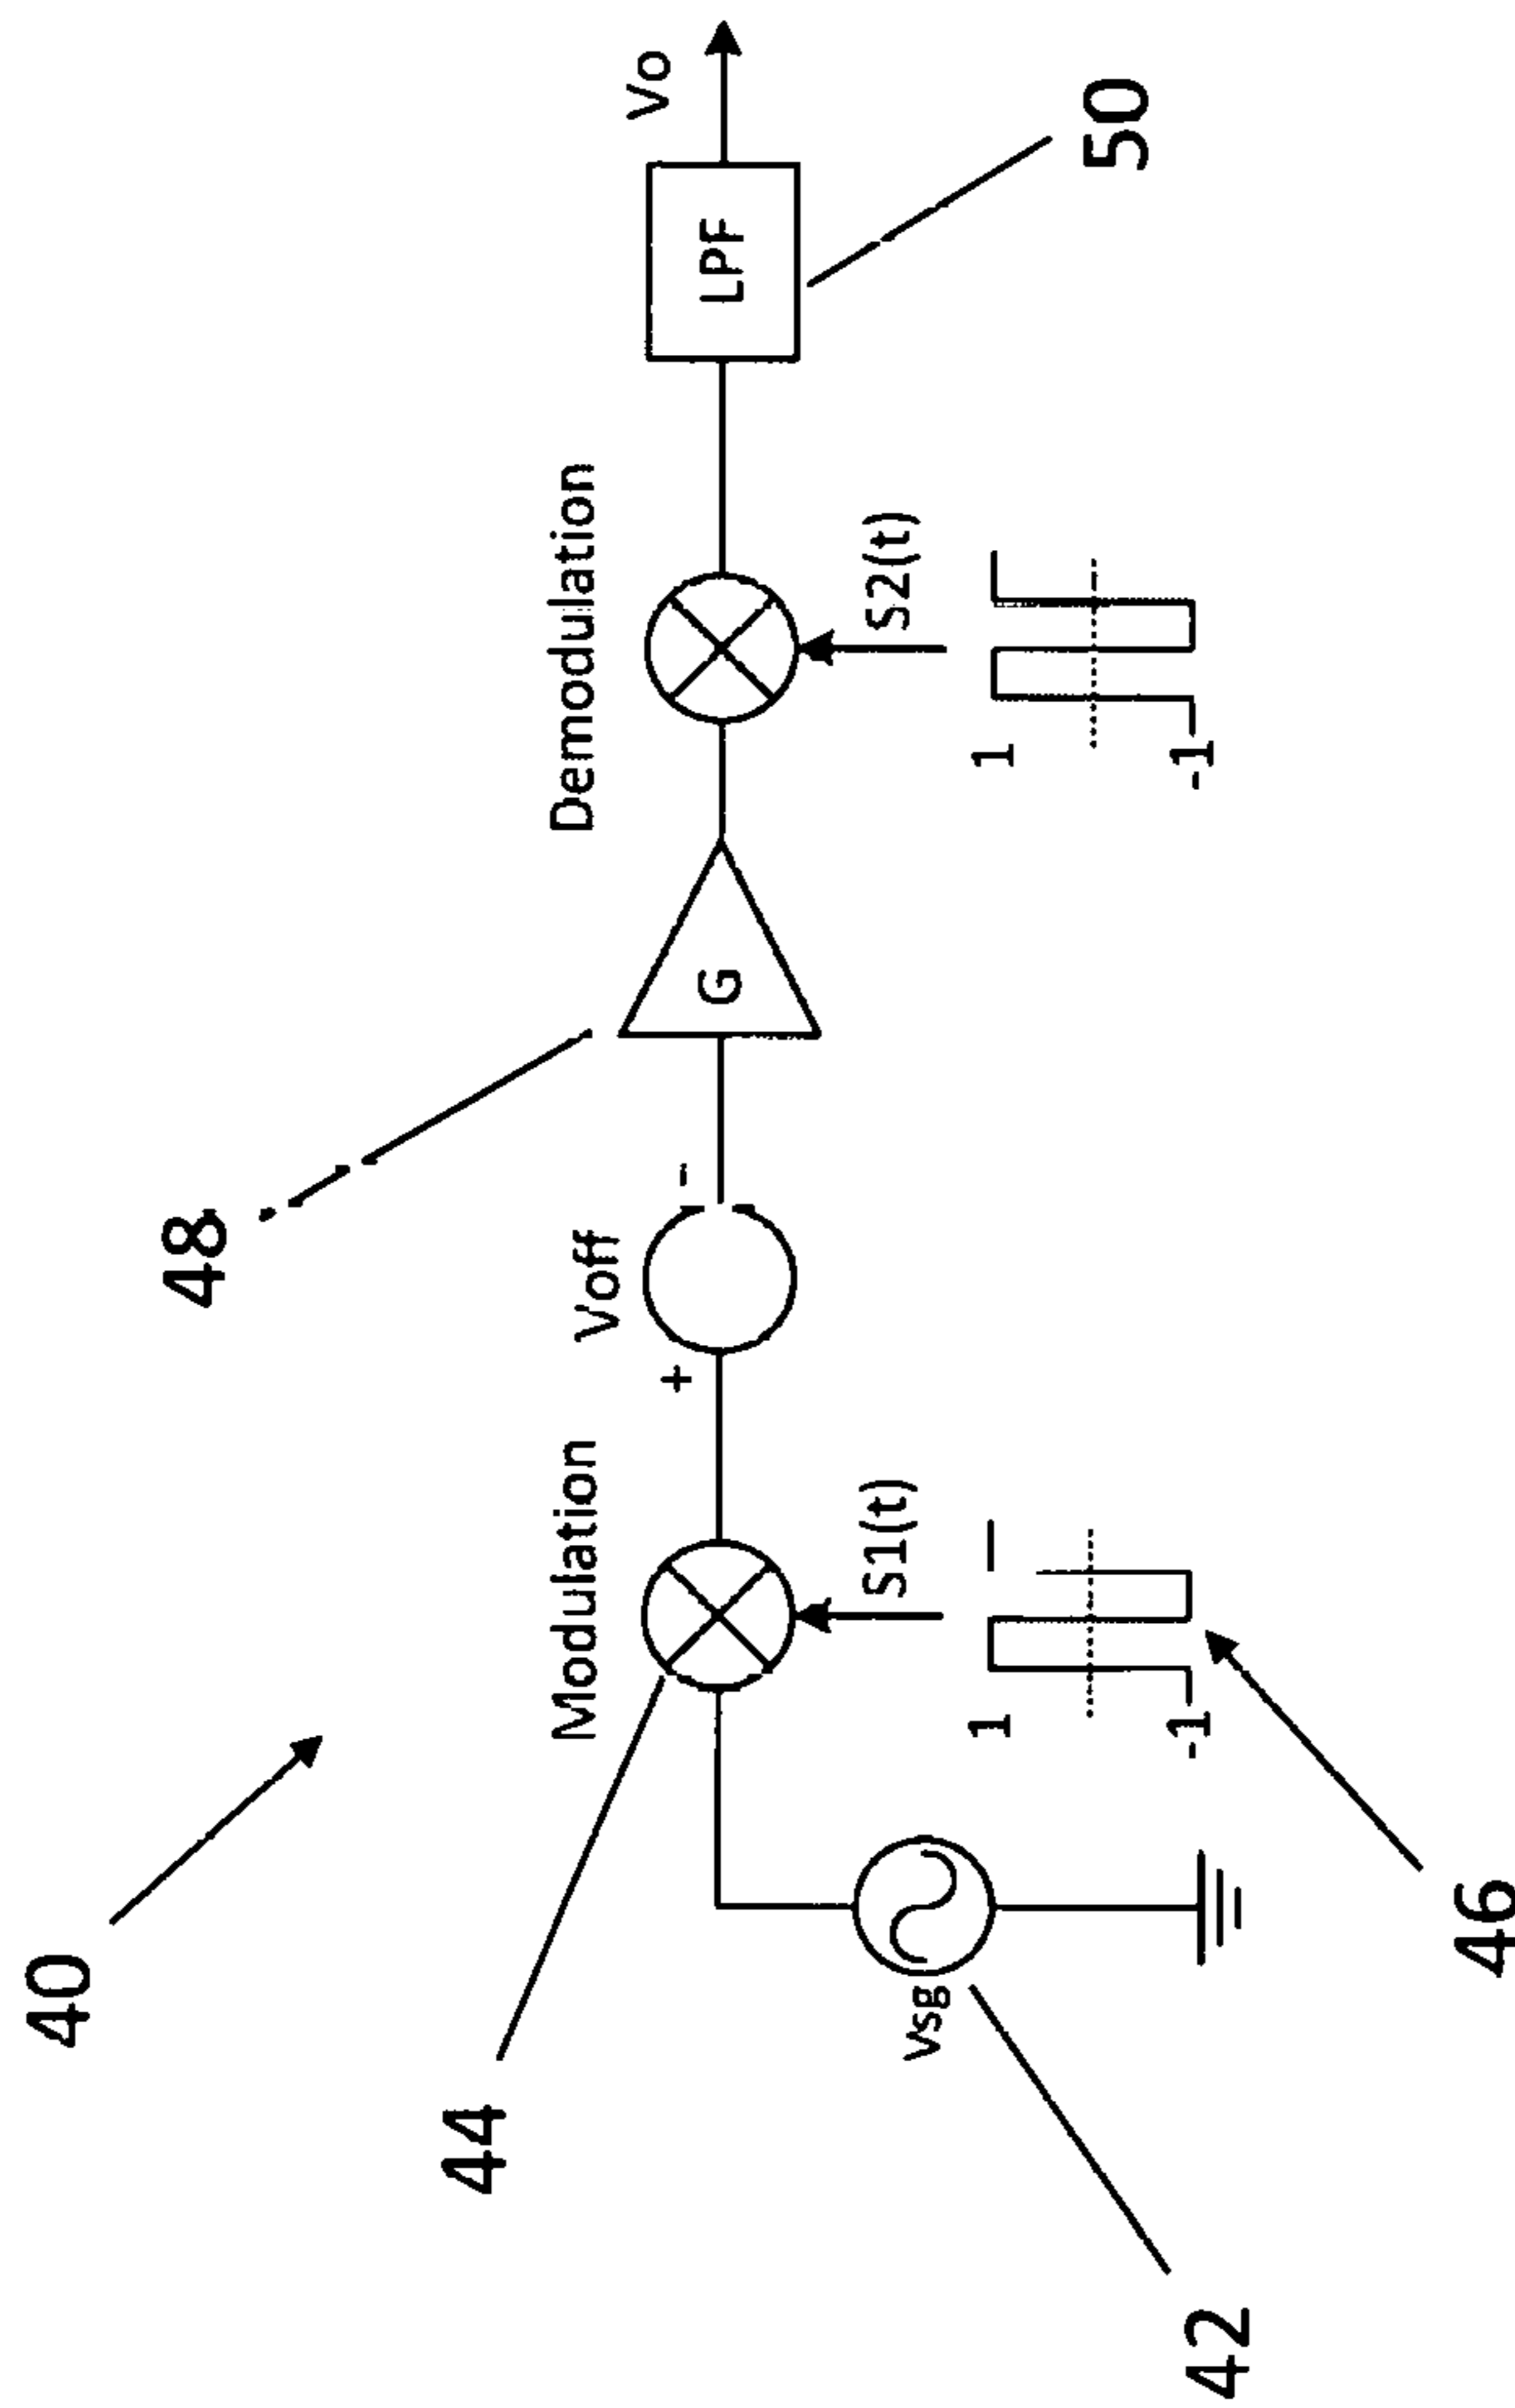 40
48
44
Modulation
Voff
Demodulation
Vo
+
-
G
LPF
vsg
S1(t)
S2(t)
1
-1
1
-1
42
46
50